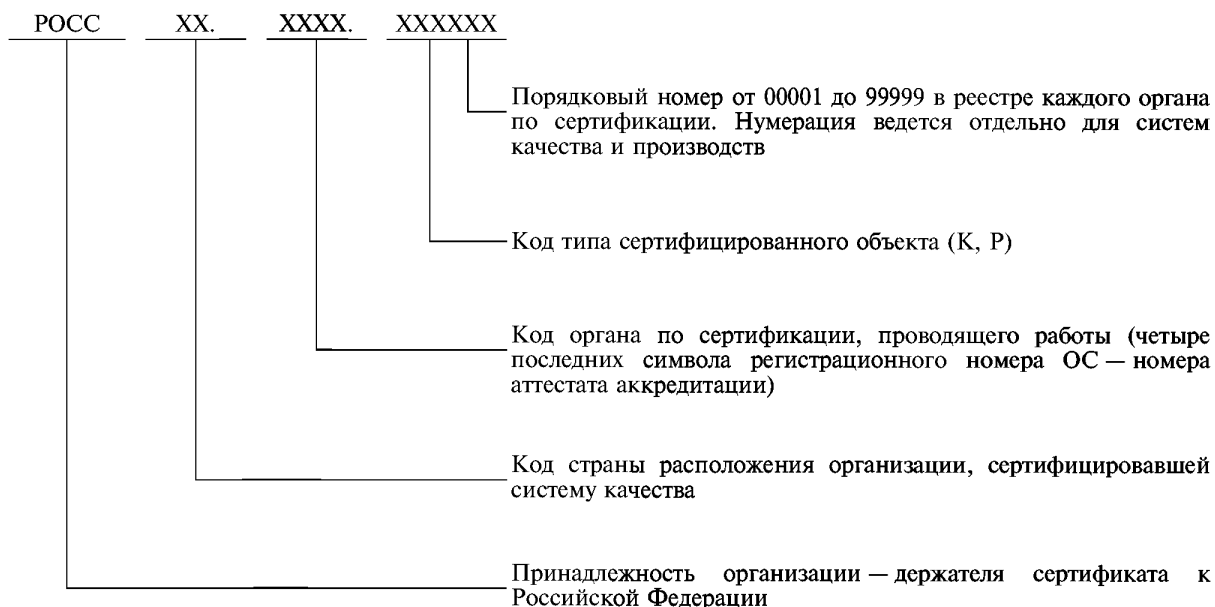 РОСС XX. XXXX. XXXXXX
Порядковый номер от 00001 до 99999 в реестре каждого органа
по сертификации. Нумерация ведется отдельно для систем
качества и производств
Код типа сертифицированного объекта (К, Р)
Код органа по сертификации, проводящего работы (четыре
последних символа регистрационного номера ОС — номера
аттестата аккредитации)
Код страны расположения организации, сертифицировавшей
систему качества
Принадлежность организации — держателя сертификата к
Российской Федерации